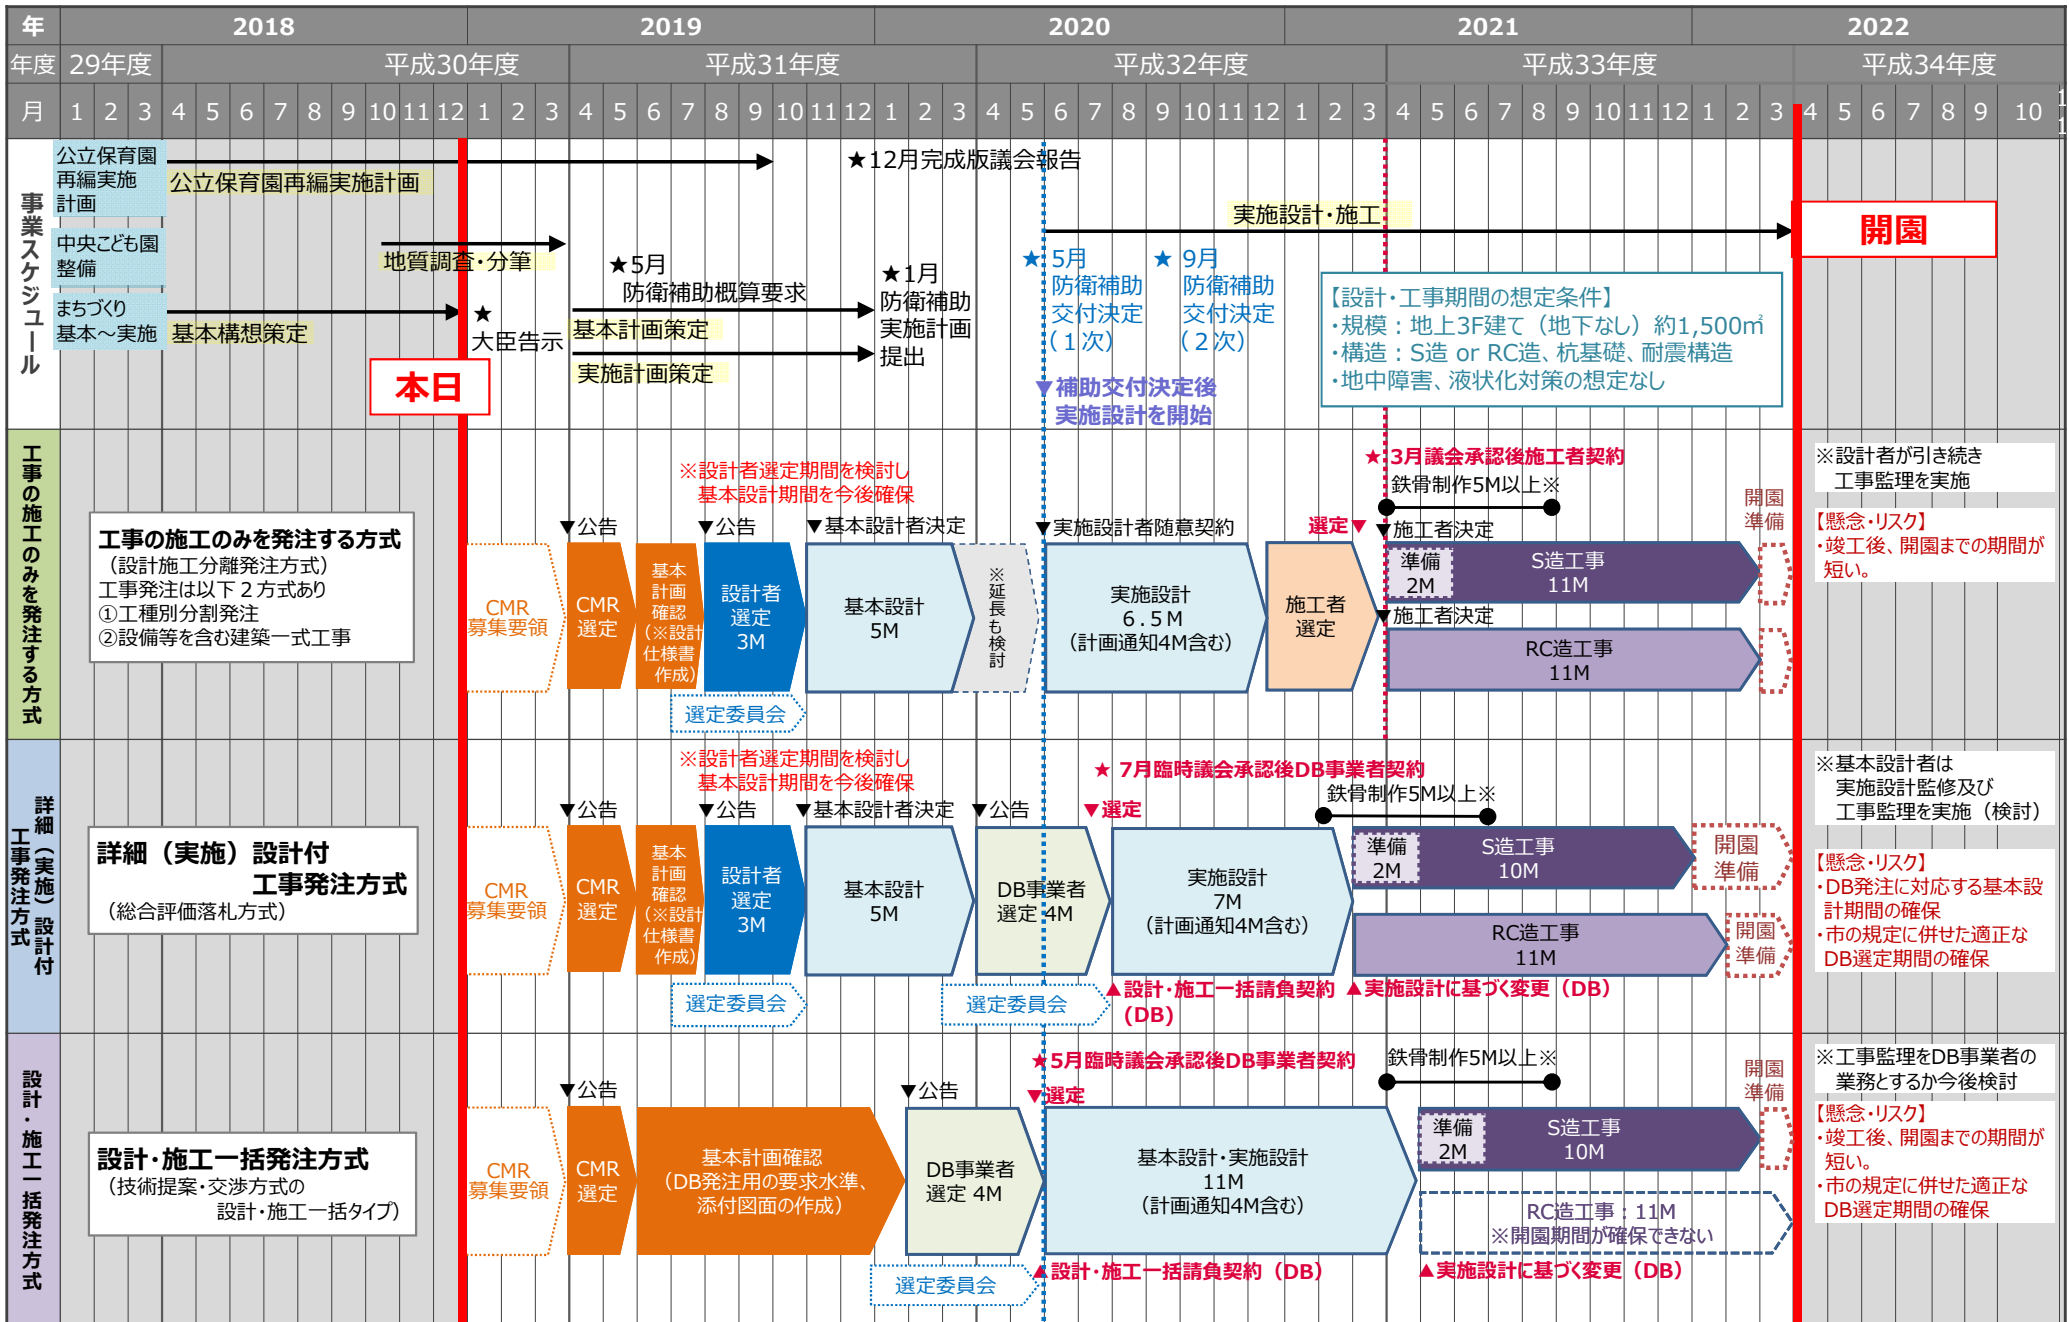 年 2018 2019 2020 2021 2022
年度 29年度 平成30年度 平成31年度 平成32年度 平成33年度 平成34年度
月 1 2 3 4 5 6 7 8 9 10 11 12 1 2 3 4 5 6 7 8 9 10 11 12 1 2 3 4 5 6 7 8 9 10 11 12 1 2 3 4 5 6 7 8 9 10 11 12 1 2 3 4 5 6 7 8 9 10 1
1
事業スケジュール
公立保育園
再編実施
計画
公立保育園再編実施計画
★12月完成版議会報告
中央こども園
整備
地質調査・分筆
実施設計・施工
開園
まちづくり
基本～実施
基本構想策定
本日
★
大臣告示
★5月
防衛補助概算要求
基本計画策定
実施計画策定
★1月
防衛補助
実施計画
提出
★ 5月
防衛補助
交付決定
（１次）
★ 9月
防衛補助
交付決定
（２次）
▼補助交付決定後
実施設計を開始
【設計・工事期間の想定条件】
・規模：地上3F建て（地下なし）約1,500㎡
・構造：S造 or RC造、杭基礎、耐震構造
・地中障害、液状化対策の想定なし
工事の施工のみを発注する方式
工事の施工のみを発注する方式
（設計施工分離発注方式）
工事発注は以下２方式あり
①工種別分割発注
②設備等を含む建築一式工事
※設計者選定期間を検討し
基本設計期間を今後確保
▼公告
▼公告
▼基本設計者決定
▼実施設計者随意契約
選定▼
★ 3月議会承認後施工者契約
鉄骨制作5M以上※
▼施工者決定
CMR
募集要領
CMR
選定
基本
計画
確認
（※設計
仕様書
作成）
設計者
選定
3M
選定委員会
基本設計
5M
※延長も検討
実施設計
６.５M
（計画通知4M含む）
施工者
選定
準備
2M
S造工事
11M
▼施工者決定
RC造工事
11M
開園
準備
※設計者が引き続き
工事監理を実施
【懸念・リスク】
・竣工後、開園までの期間が
短い。
詳細（実施）設計付
工事発注方式
詳細（実施）設計付
工事発注方式
（総合評価落札方式）
※設計者選定期間を検討し
基本設計期間を今後確保
▼公告
▼公告
▼基本設計者決定
▼公告
★ 7月臨時議会承認後DB事業者契約
▼選定
鉄骨制作5M以上※
CMR
募集要領
CMR
選定
基本
計画
確認
（※設計
仕様書
作成）
設計者
選定
3M
選定委員会
基本設計
5M
DB事業者
選定 4M
選定委員会
実施設計
7M
（計画通知4M含む）
準備
2M
S造工事
10M
開園
準備
RC造工事
11M
開園
準備
▲設計・施工一括請負契約
（DB）
▲実施設計に基づく変更（DB）
※基本設計者は
実施設計監修及び
工事監理を実施（検討）
【懸念・リスク】
・DB発注に対応する基本設
計期間の確保
・市の規定に併せた適正な
DB選定期間の確保
設計・施工一括発注方式
設計・施工一括発注方式
（技術提案・交渉方式の
設計・施工一括タイプ）
▼公告
▼公告
★5月臨時議会承認後DB事業者契約
▼選定
鉄骨制作5M以上※
CMR
募集要領
CMR
選定
基本計画確認
（DB発注用の要求水準、
添付図面の作成）
DB事業者
選定 4M
選定委員会
基本設計・実施設計
11M
（計画通知4M含む）
準備
2M
S造工事
10M
開園
準備
RC造工事：11M
※開園期間が確保できない
▲設計・施工一括請負契約（DB）
▲実施設計に基づく変更（DB）
※工事監理をDB事業者の
業務とするか今後検討
【懸念・リスク】
・竣工後、開園までの期間が
短い。
・市の規定に併せた適正な
DB選定期間の確保